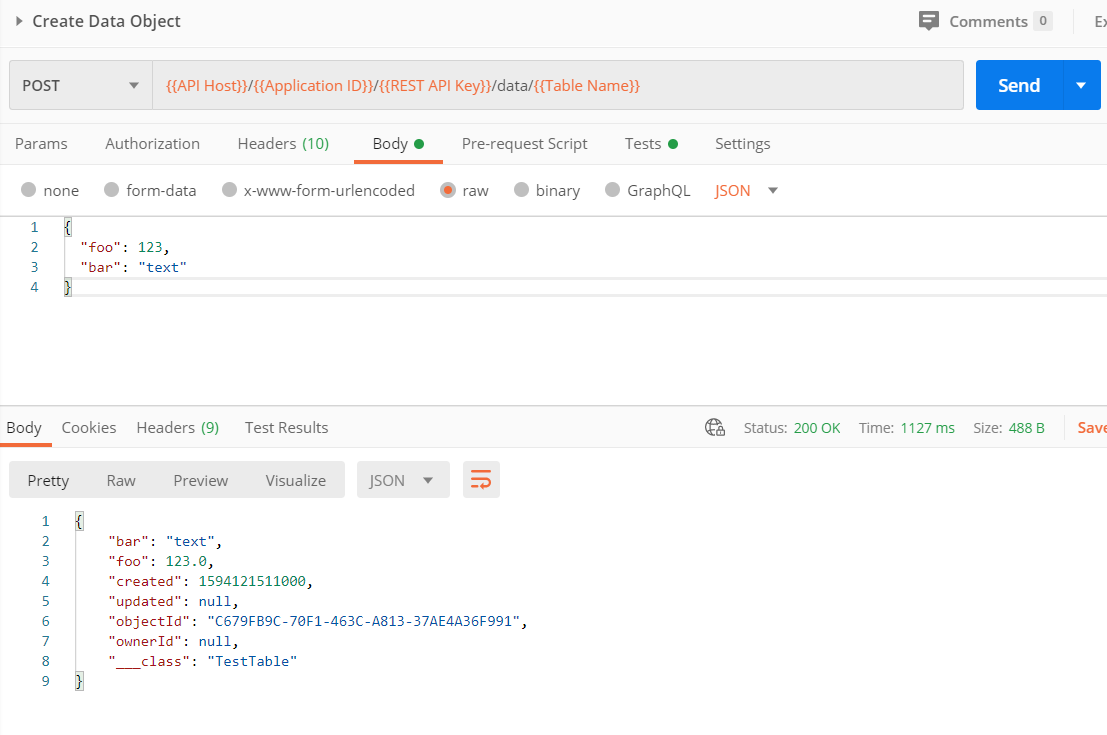 Create Data Object Comments 0 Ex
POST {{API Host}}/{{Application ID}}/{{REST API Key}}/data/{{Table Name}} Send
Params Authorization Headers (10) Body Pre-request Script Tests Settings
none form-data x-www-form-urlencoded raw binary GraphQL JSON
1 {
2 "foo": 123,
3 "bar": "text"
4 }
Body Cookies Headers (9) Test Results Status: 200 OK Time: 1127 ms Size: 488 B Save
Pretty Raw Preview Visualize JSON
1 {
2 "bar": "text",
3 "foo": 123.0,
4 "created": 1594121511000,
5 "updated": null,
6 "objectId": "C679FB9C-70F1-463C-A813-37AE4A36F991",
7 "ownerId": null,
8 "___class": "TestTable"
9 }